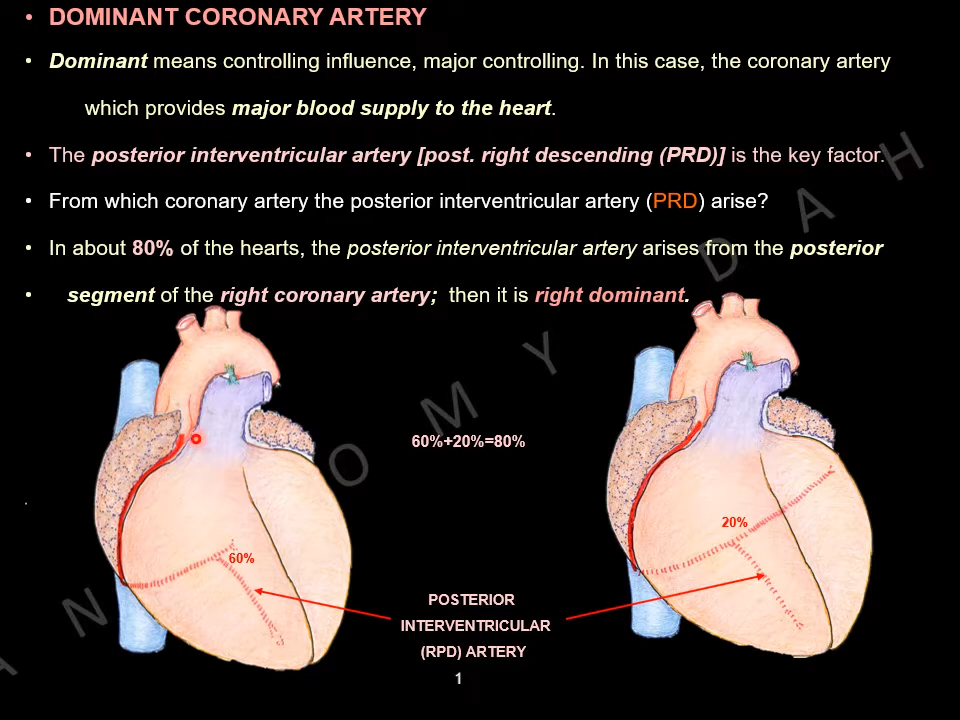 • DOMINANT CORONARY ARTERY
• Dominant means controlling influence, major controlling. In this case, the coronary artery
which provides major blood supply to the heart.
• The posterior interventricular artery [post. right descending (PRD)] is the key factor.
• From which coronary artery the posterior interventricular artery (PRD) arise?
• In about 80% of the hearts, the posterior interventricular artery arises from the posterior
• segment of the right coronary artery; then it is right dominant.
60%+20%=80%
20%
60%
POSTERIOR
INTERVENTRICULAR
(RPD) ARTERY
1
A N O M Y D A H